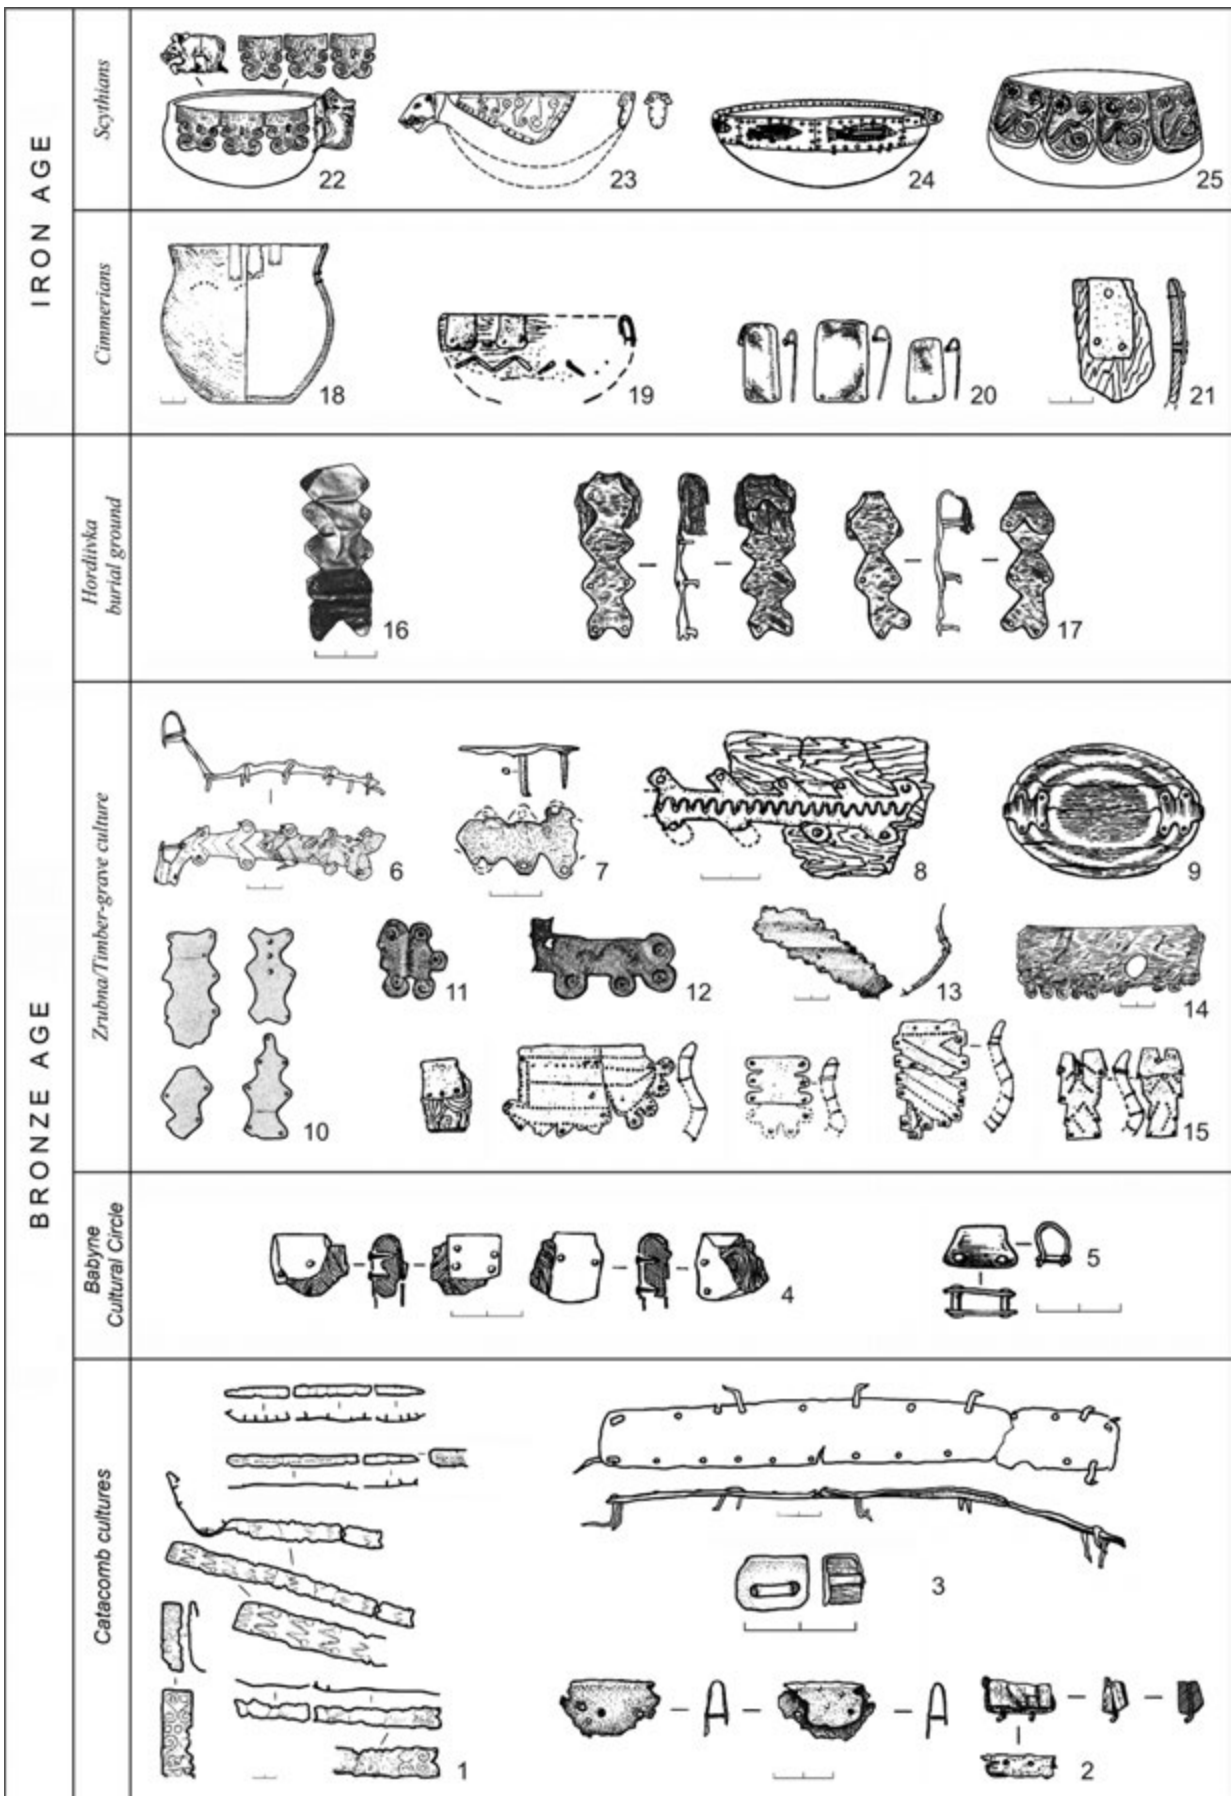 IRON AGE
Scythians
22
23
24
25
Cimmerians
18
19
20
21
BRONZE AGE
Hordiivka
burial ground
16
17
Zrubna/Timber-grave culture
6
7
8
9
11
12
13
14
10
15
Babyne
Cultural Circle
4
5
Catacomb cultures
3
1
2